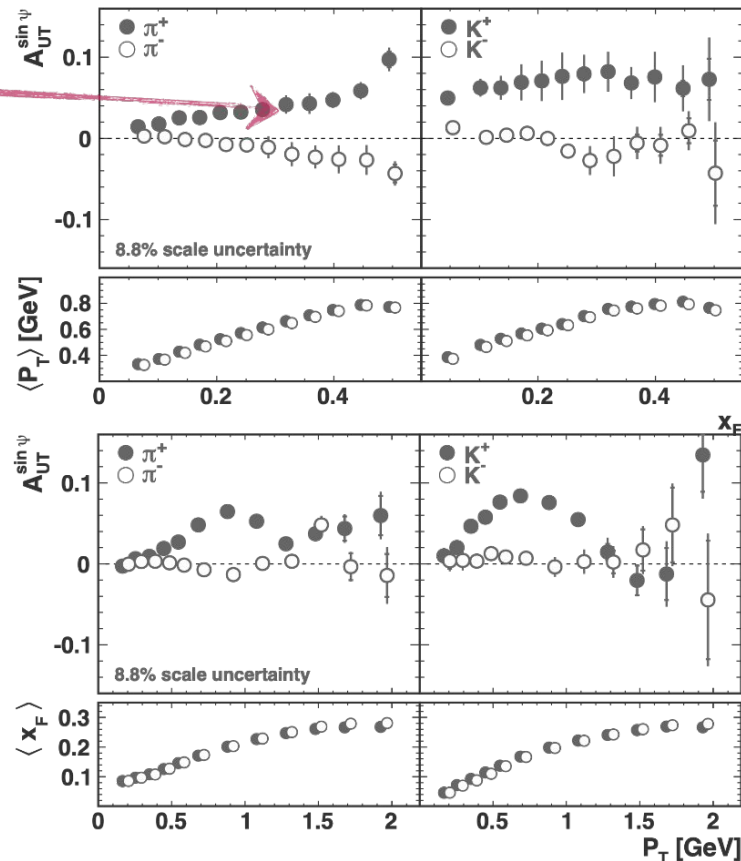 A_UT^sin ψ
π+
π-
K+
K-
0.1
0
-0.1
8.8% scale uncertainty
⟨P_T⟩ [GeV]
0.8
0.6
0.4
0 0.2 0.4 0.2 0.4
x_F
A_UT^sin ψ
π+
π-
K+
K-
0.1
0
-0.1
8.8% scale uncertainty
⟨x_F⟩
0.3
0.2
0.1
0 0.5 1 1.5 2 0.5 1 1.5 2
P_T [GeV]